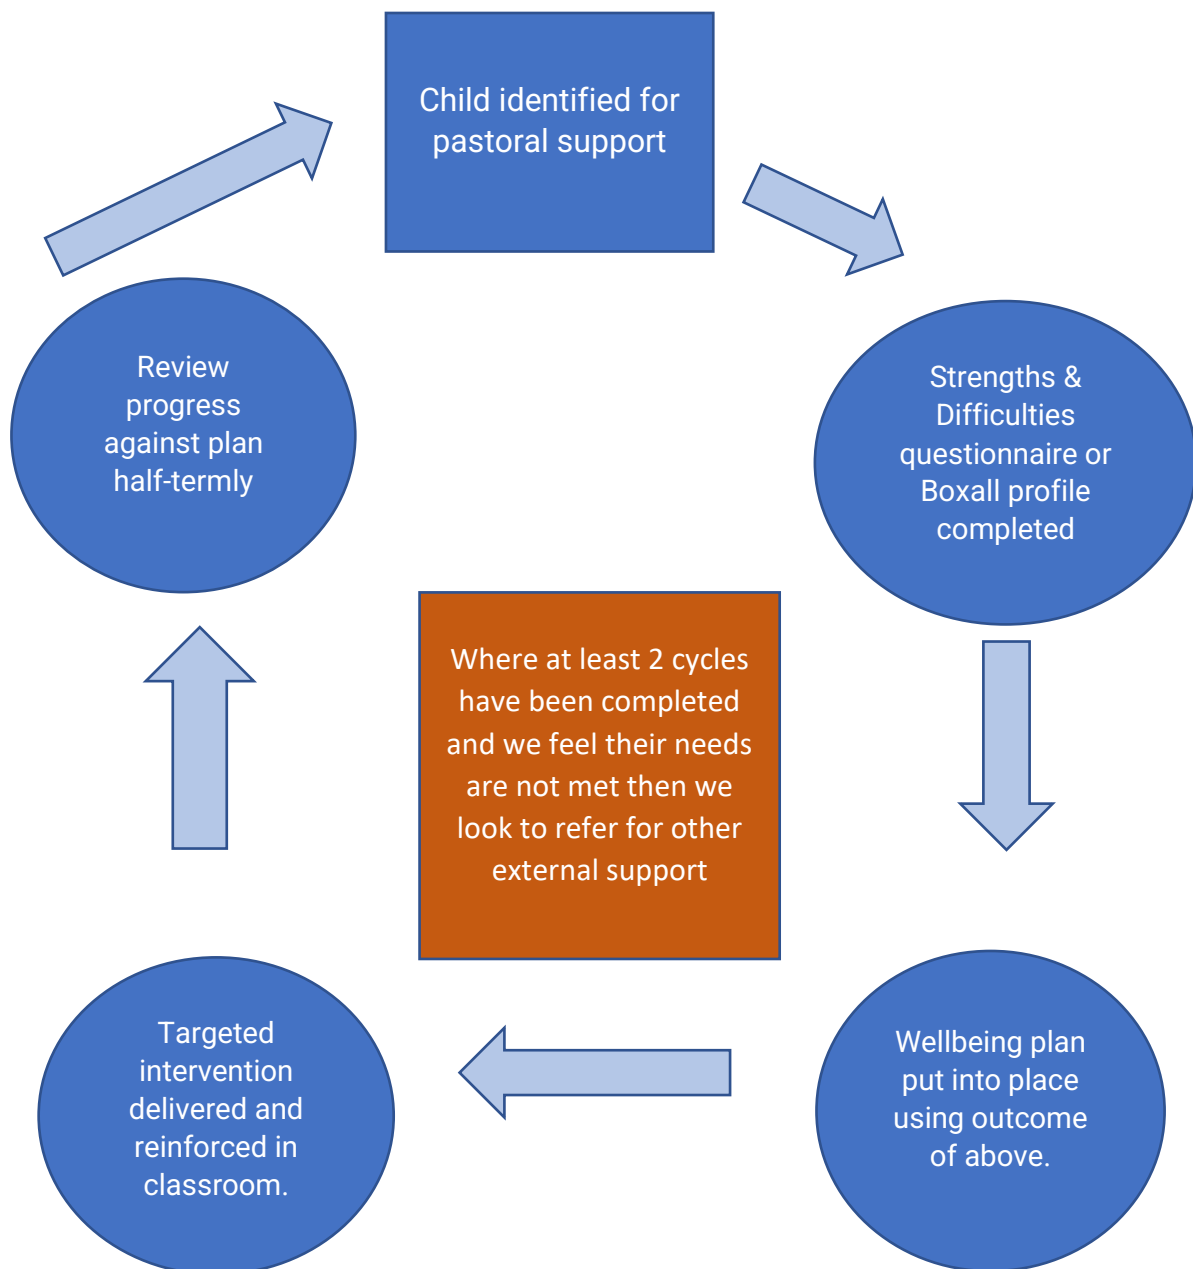 Child identified for
pastoral support
Strengths &
Difficulties
questionnaire or
Boxall profile
completed
Wellbeing plan
put into place
using outcome
of above.
Targeted
intervention
delivered and
reinforced in
classroom.
Review
progress
against plan
half-termly
Where at least 2 cycles
have been completed
and we feel their needs
are not met then we
look to refer for other
external support